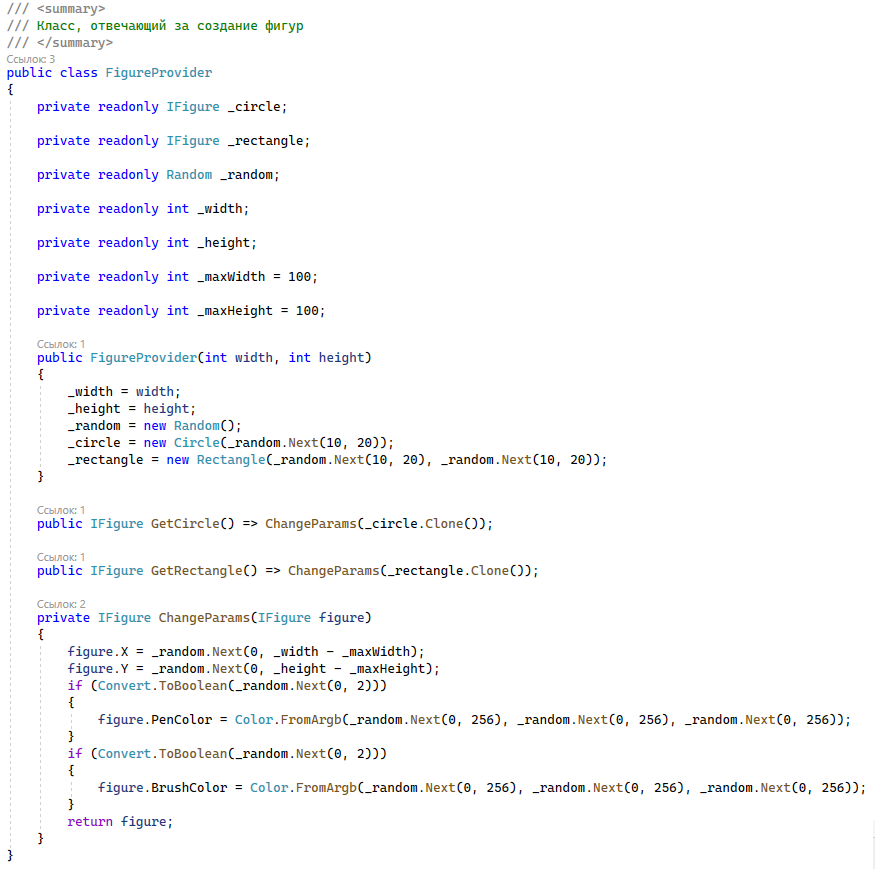 /// <summary>
/// Класс, отвечающий за создание фигур
/// </summary>
Ссылок: 3
public class FigureProvider
{
    private readonly IFigure _circle;
    private readonly IFigure _rectangle;
    private readonly Random _random;
    private readonly int _width;
    private readonly int _height;
    private readonly int _maxWidth = 100;
    private readonly int _maxHeight = 100;
    Ссылок: 1
    public FigureProvider(int width, int height)
    {
        _width = width;
        _height = height;
        _random = new Random();
        _circle = new Circle(_random.Next(10, 20));
        _rectangle = new Rectangle(_random.Next(10, 20), _random.Next(10, 20));
    }
    Ссылок: 1
    public IFigure GetCircle() => ChangeParams(_circle.Clone());
    Ссылок: 1
    public IFigure GetRectangle() => ChangeParams(_rectangle.Clone());
    Ссылок: 2
    private IFigure ChangeParams(IFigure figure)
    {
        figure.X = _random.Next(0, _width - _maxWidth);
        figure.Y = _random.Next(0, _height - _maxHeight);
        if (Convert.ToBoolean(_random.Next(0, 2)))
        {
            figure.PenColor = Color.FromArgb(_random.Next(0, 256), _random.Next(0, 256), _random.Next(0, 256));
        }
        if (Convert.ToBoolean(_random.Next(0, 2)))
        {
            figure.BrushColor = Color.FromArgb(_random.Next(0, 256), _random.Next(0, 256), _random.Next(0, 256));
        }
        return figure;
    }
}